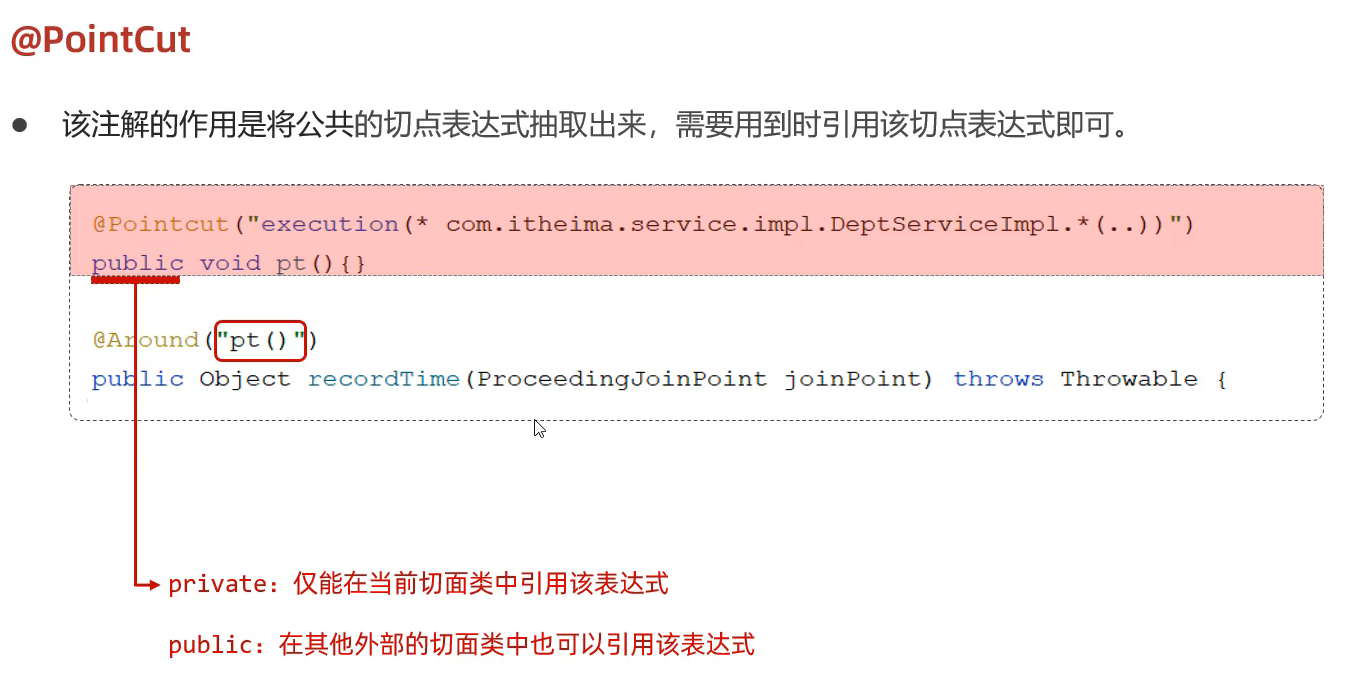 @PointCut
● 该注解的作用是将公共的切点表达式抽取出来，需要用到时引用该切点表达式即可。
@Pointcut("execution(* com.itheima.service.impl.DeptServiceImpl.*(..))")
public void pt(){}
@Around("pt()")
public Object recordTime(ProceedingJoinPoint joinPoint) throws Throwable {
private：仅能在当前切面类中引用该表达式
public：在其他外部的切面类中也可以引用该表达式